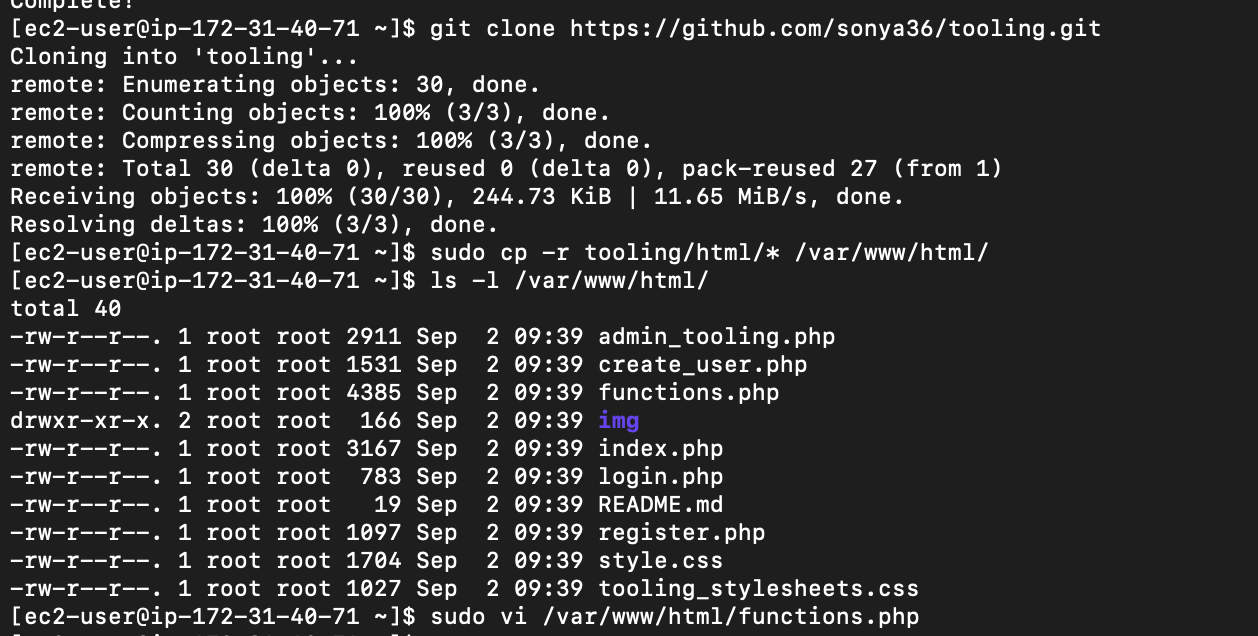 Complete!
[ec2-user@ip-172-31-40-71 ~]$ git clone https://github.com/sonya36/tooling.git
Cloning into 'tooling'...
remote: Enumerating objects: 30, done.
remote: Counting objects: 100% (3/3), done.
remote: Compressing objects: 100% (3/3), done.
remote: Total 30 (delta 0), reused 0 (delta 0), pack-reused 27 (from 1)
Receiving objects: 100% (30/30), 244.73 KiB | 11.65 MiB/s, done.
Resolving deltas: 100% (3/3), done.
[ec2-user@ip-172-31-40-71 ~]$ sudo cp -r tooling/html/* /var/www/html/
[ec2-user@ip-172-31-40-71 ~]$ ls -l /var/www/html/
total 40
-rw-r--r--. 1 root root 2911 Sep  2 09:39 admin_tooling.php
-rw-r--r--. 1 root root 1531 Sep  2 09:39 create_user.php
-rw-r--r--. 1 root root 4385 Sep  2 09:39 functions.php
drwxr-xr-x. 2 root root  166 Sep  2 09:39 img
-rw-r--r--. 1 root root 3167 Sep  2 09:39 index.php
-rw-r--r--. 1 root root  783 Sep  2 09:39 login.php
-rw-r--r--. 1 root root   19 Sep  2 09:39 README.md
-rw-r--r--. 1 root root 1097 Sep  2 09:39 register.php
-rw-r--r--. 1 root root 1704 Sep  2 09:39 style.css
-rw-r--r--. 1 root root 1027 Sep  2 09:39 tooling_stylesheets.css
[ec2-user@ip-172-31-40-71 ~]$ sudo vi /var/www/html/functions.php